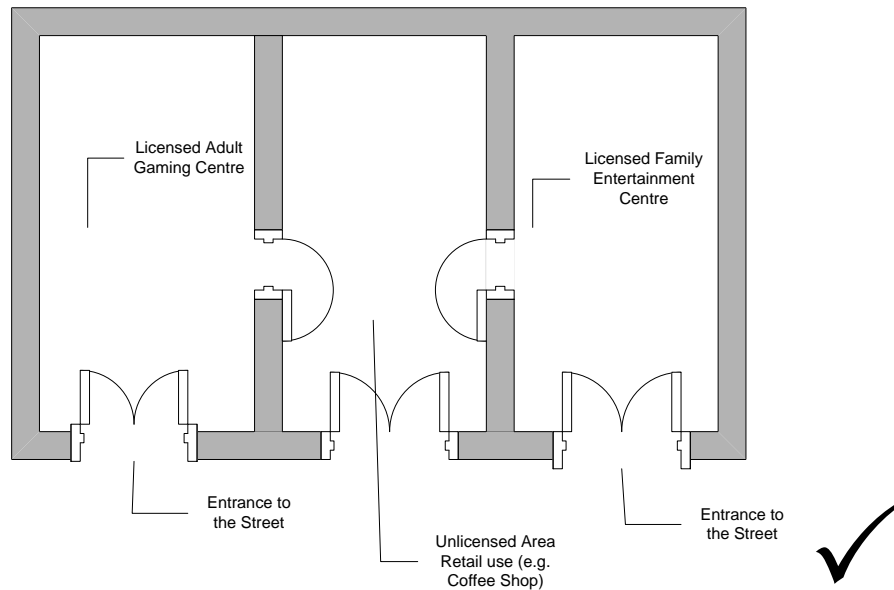 Licensed Adult
Gaming Centre
Licensed Family
Entertainment
Centre
Entrance to
the Street
Unlicensed Area
Retail use (e.g.
Coffee Shop)
Entrance to
the Street